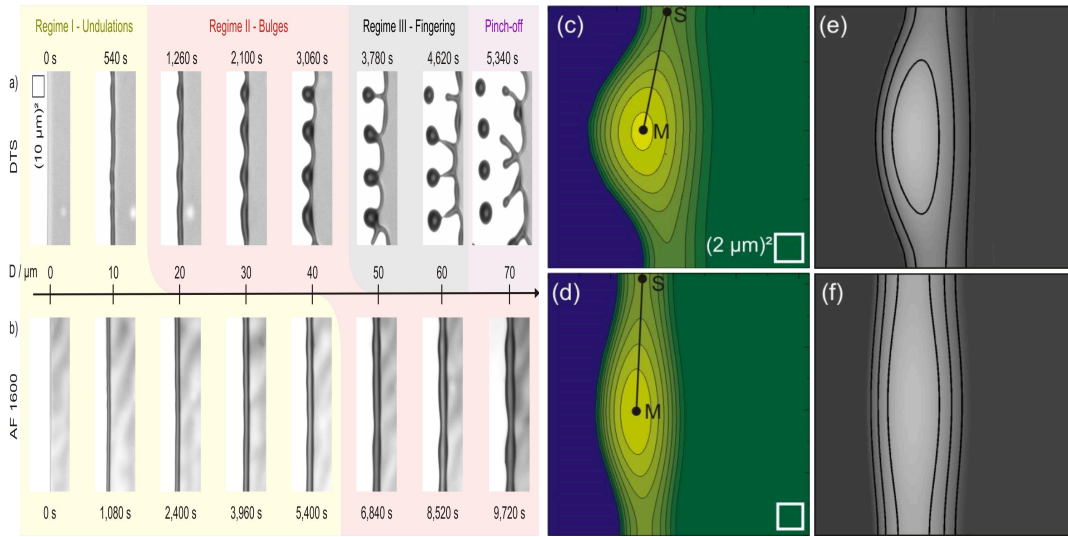 Regime I - Undulations Regime II - Bulges Regime III - Fingering Pinch-off
0 s 540 s 1,260 s 2,100 s 3,060 s 3,780 s 4,620 s 5,340 s
a)
(10 µm)²
DTS
D / µm 0 10 20 30 40 50 60 70
b)
AF 1600
0 s 1,080 s 2,400 s 3,960 s 5,400 s 6,840 s 8,520 s 9,720 s
(c)
S
M
(2 µm)²
(d)
S
M
(e)
(f)